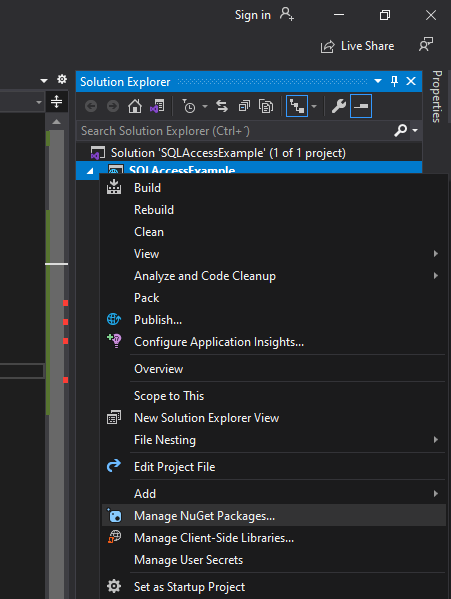 Sign in
Live Share
Solution Explorer
Properties
Search Solution Explorer (Ctrl+´)
Solution 'SQLAccessExample' (1 of 1 project)
SQLAccessExample
Build
Rebuild
Clean
View
Analyze and Code Cleanup
Pack
Publish...
Configure Application Insights...
Overview
Scope to This
New Solution Explorer View
File Nesting
Edit Project File
Add
Manage NuGet Packages...
Manage Client-Side Libraries...
Manage User Secrets
Set as Startup Project